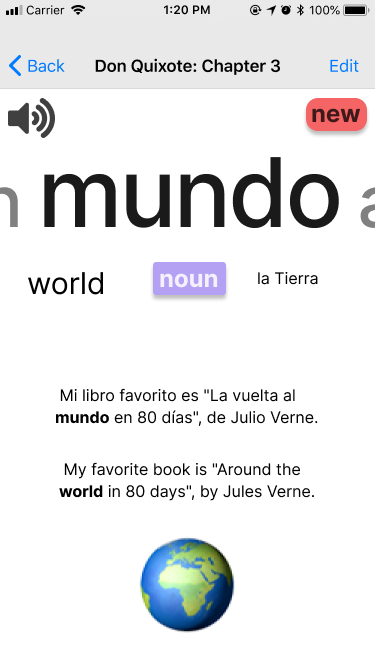 Carrier 1:20 PM 100%
Back Don Quixote: Chapter 3 Edit
new
n mundo a
world noun la Tierra
Mi libro favorito es "La vuelta al
mundo en 80 días", de Julio Verne.
My favorite book is "Around the
world in 80 days", by Jules Verne.